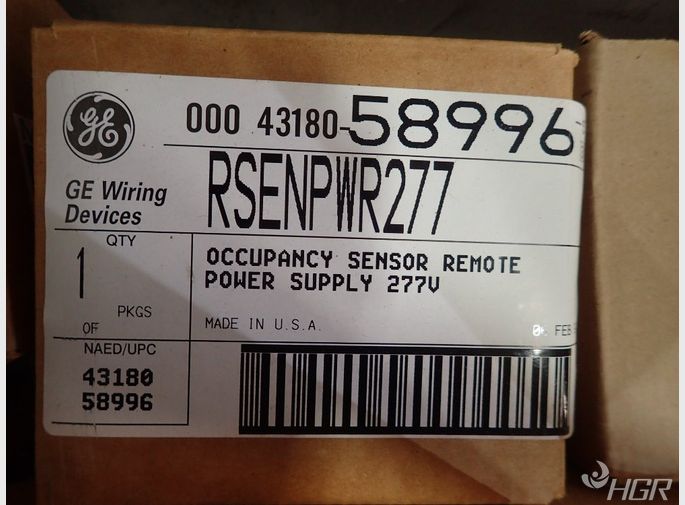 GE
000 43180-58996
GE Wiring
Devices
RSENPWR277
QTY
1
PKGS
OF
OCCUPANCY SENSOR REMOTE
POWER SUPPLY 277V
MADE IN U.S.A.
FEB
NAED/UPC
43180
58996
HGR